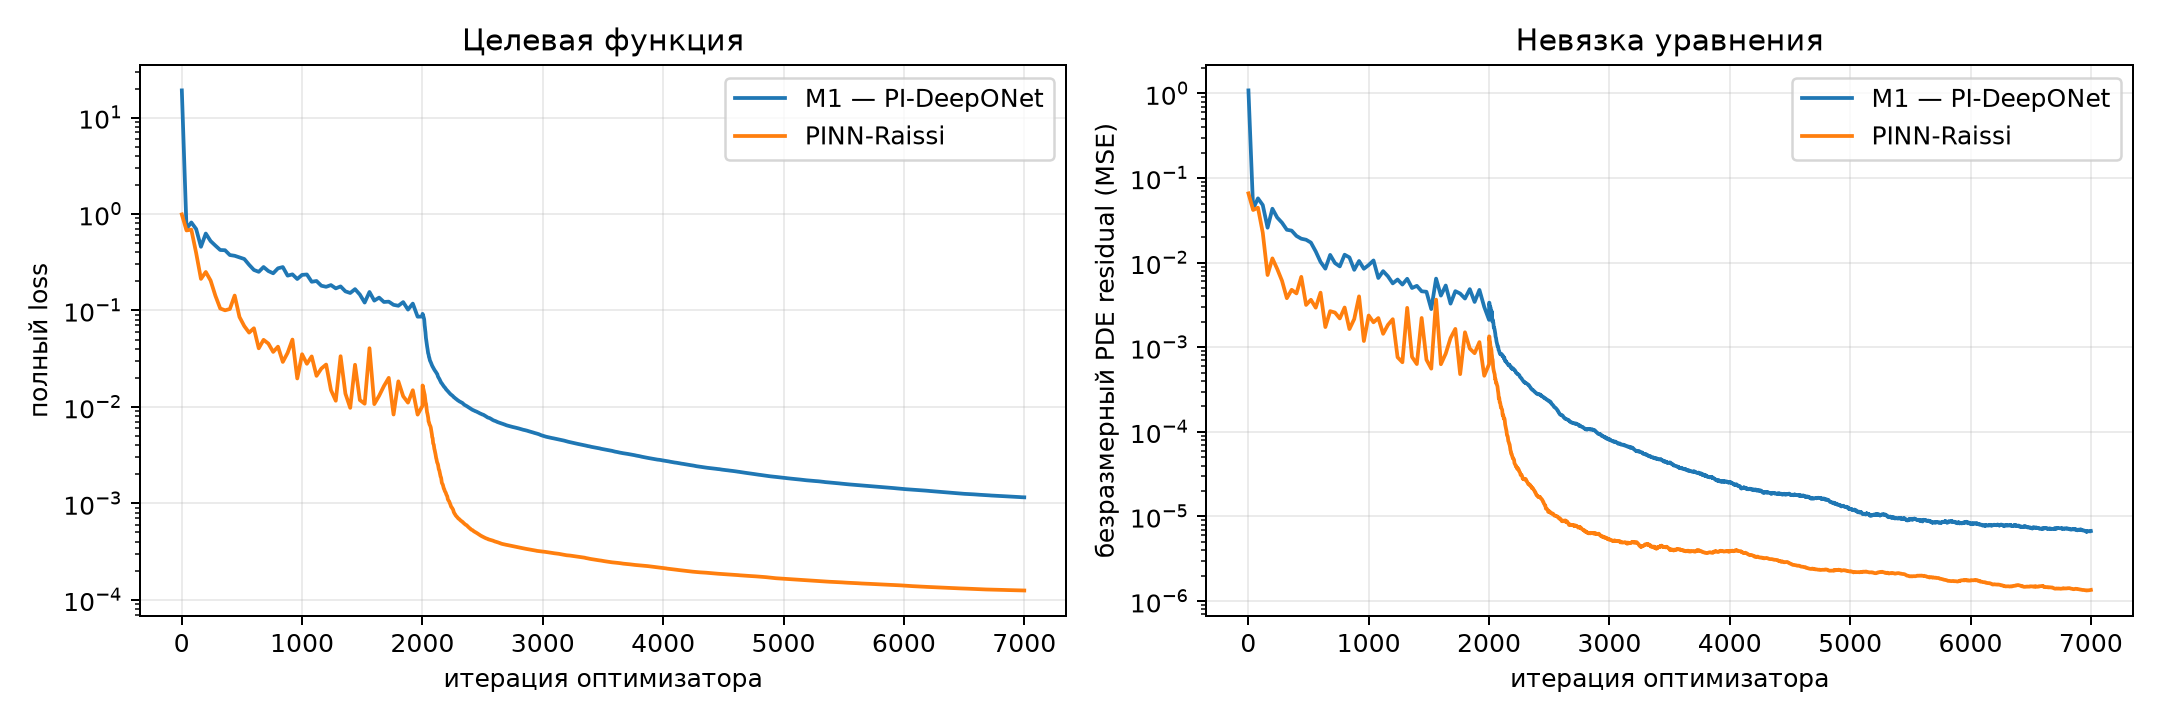 Целевая функция
полный loss
10¹
10⁰
10⁻¹
10⁻²
10⁻³
10⁻⁴
M1 — PI-DeepONet
PINN-Raissi
0 1000 2000 3000 4000 5000 6000 7000
итерация оптимизатора
Невязка уравнения
безразмерный PDE residual (MSE)
10⁰
10⁻¹
10⁻²
10⁻³
10⁻⁴
10⁻⁵
10⁻⁶
M1 — PI-DeepONet
PINN-Raissi
0 1000 2000 3000 4000 5000 6000 7000
итерация оптимизатора